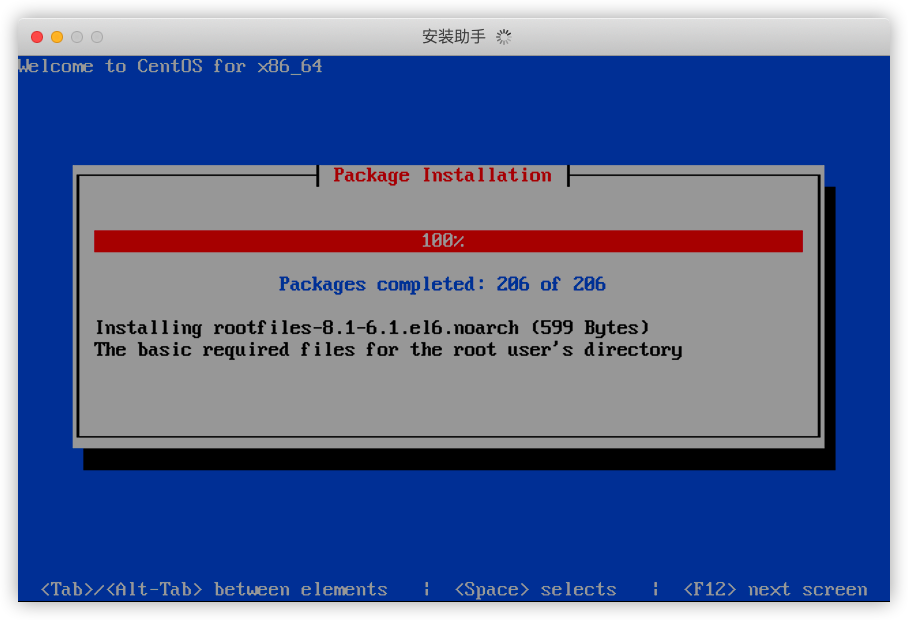 安装助手
Welcome to CentOS for x86_64
Package Installation
100%
Packages completed: 206 of 206
Installing rootfiles-8.1-6.1.el6.noarch (599 Bytes)
The basic required files for the root user's directory
<Tab>/<Alt-Tab> between elements | <Space> selects | <F12> next screen